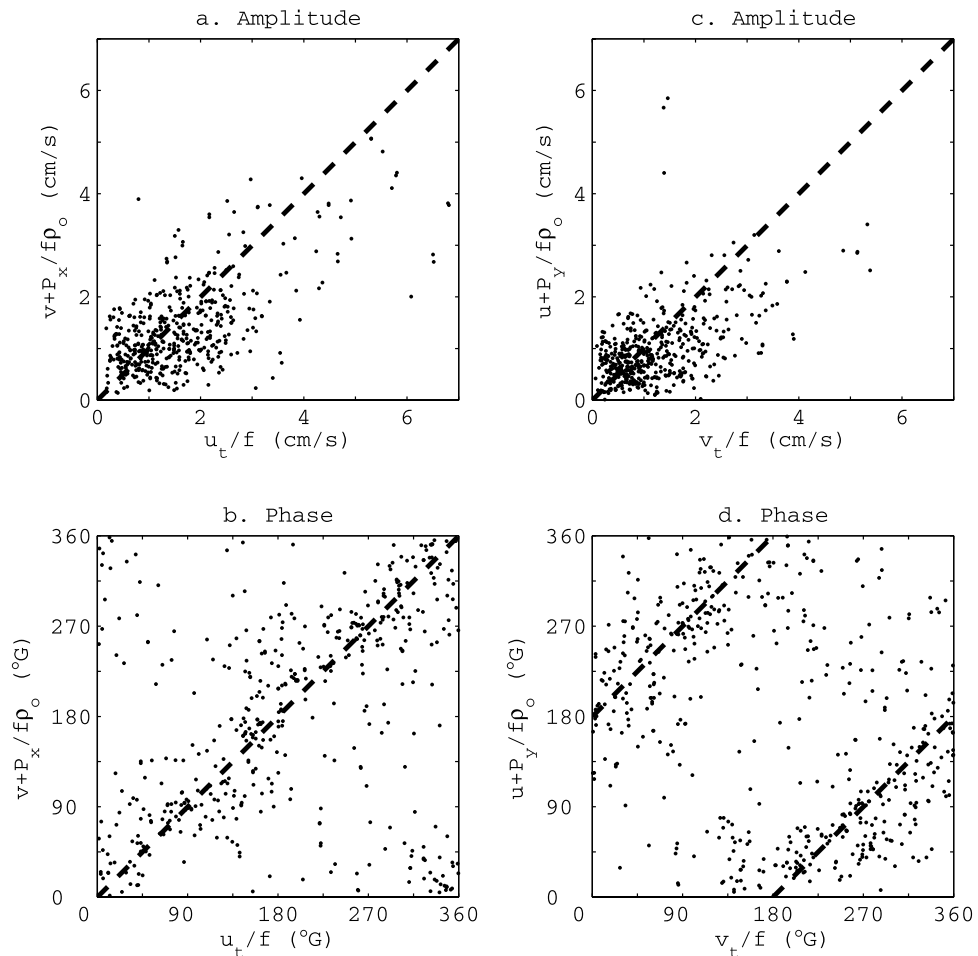 a. Amplitude
v+P_x/fρ_o (cm/s)
6
4
2
0
0 2 4 6
u_t/f (cm/s)
c. Amplitude
u+P_y/fρ_o (cm/s)
6
4
2
0
0 2 4 6
v_t/f (cm/s)
b. Phase
v+P_x/fρ_o (°G)
360
270
180
90
0
0 90 180 270 360
u_t/f (°G)
d. Phase
u+P_y/fρ_o (°G)
360
270
180
90
0
0 90 180 270 360
v_t/f (°G)